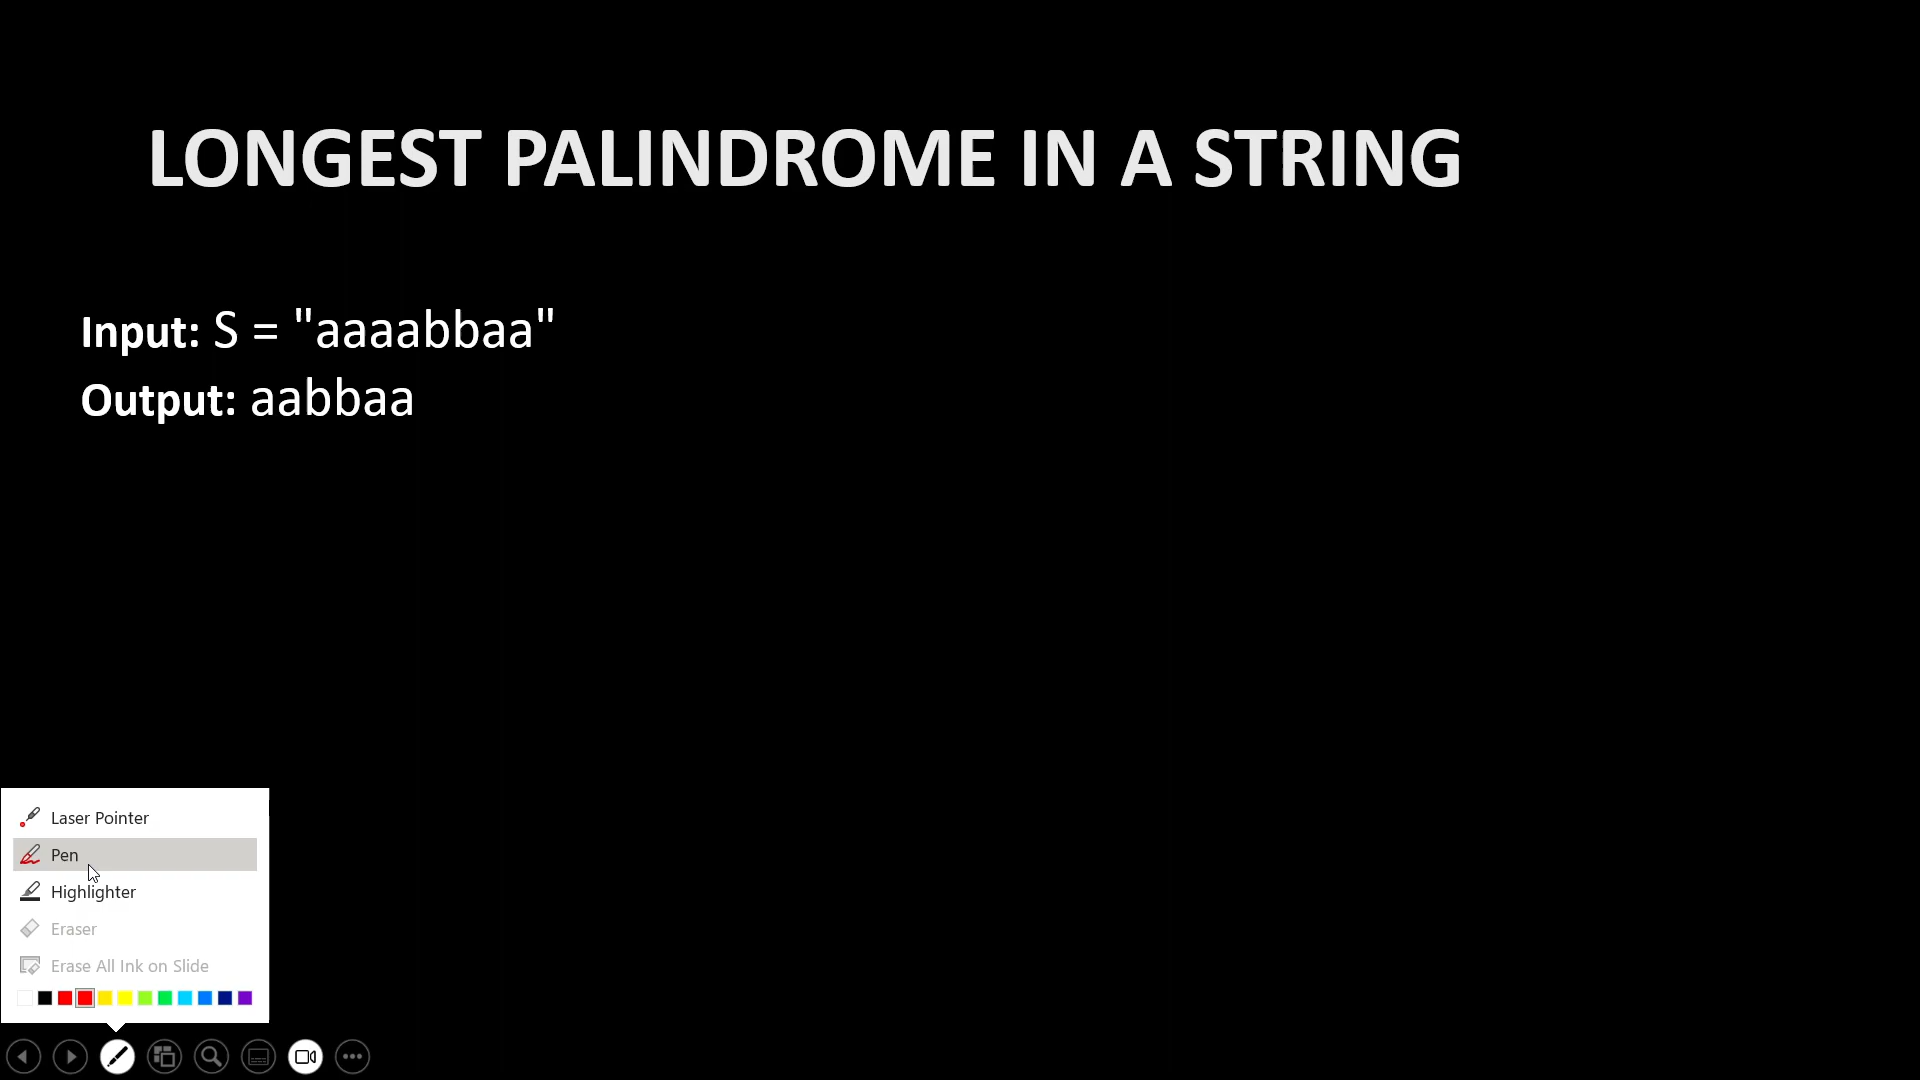 LONGEST PALINDROME IN A STRING
Input: S = "aaaabbaa"
Output: aabbaa
Laser Pointer
Pen
Highlighter
Eraser
Erase All Ink on Slide